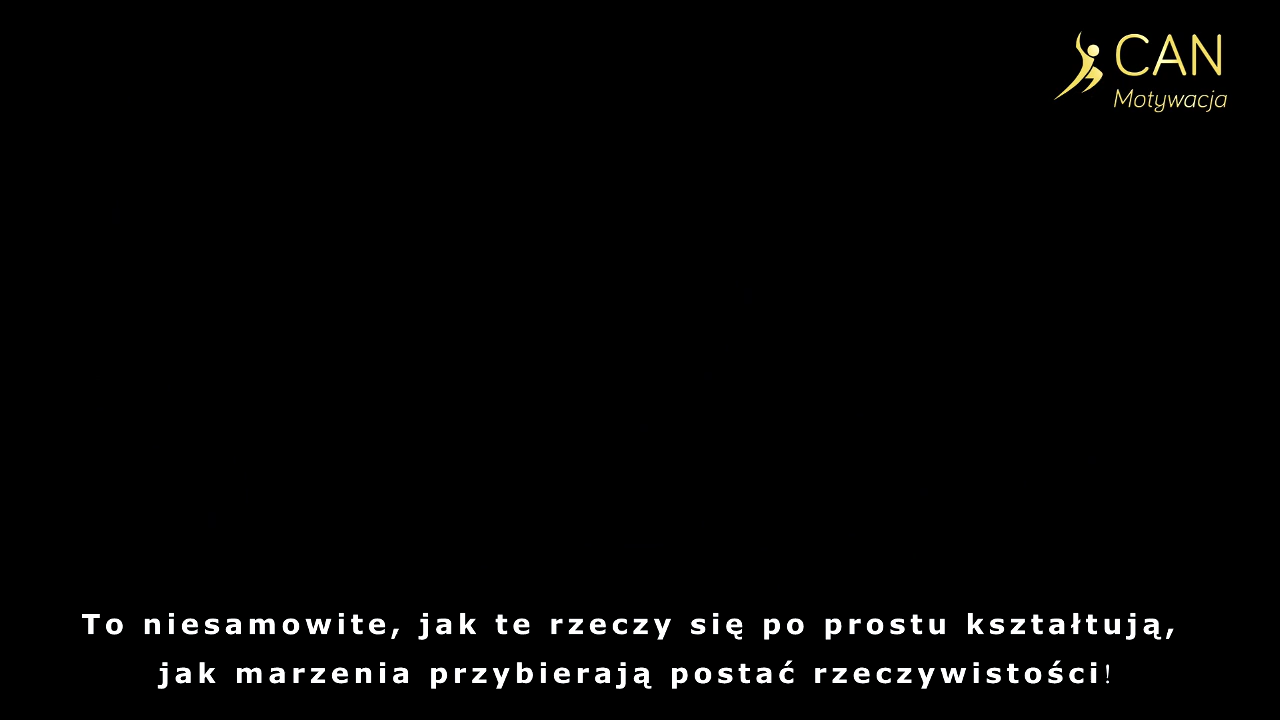 CAN
Motywacja
To niesamowite, jak te rzeczy się po prostu kształtują,
jak marzenia przybierają postać rzeczywistości!